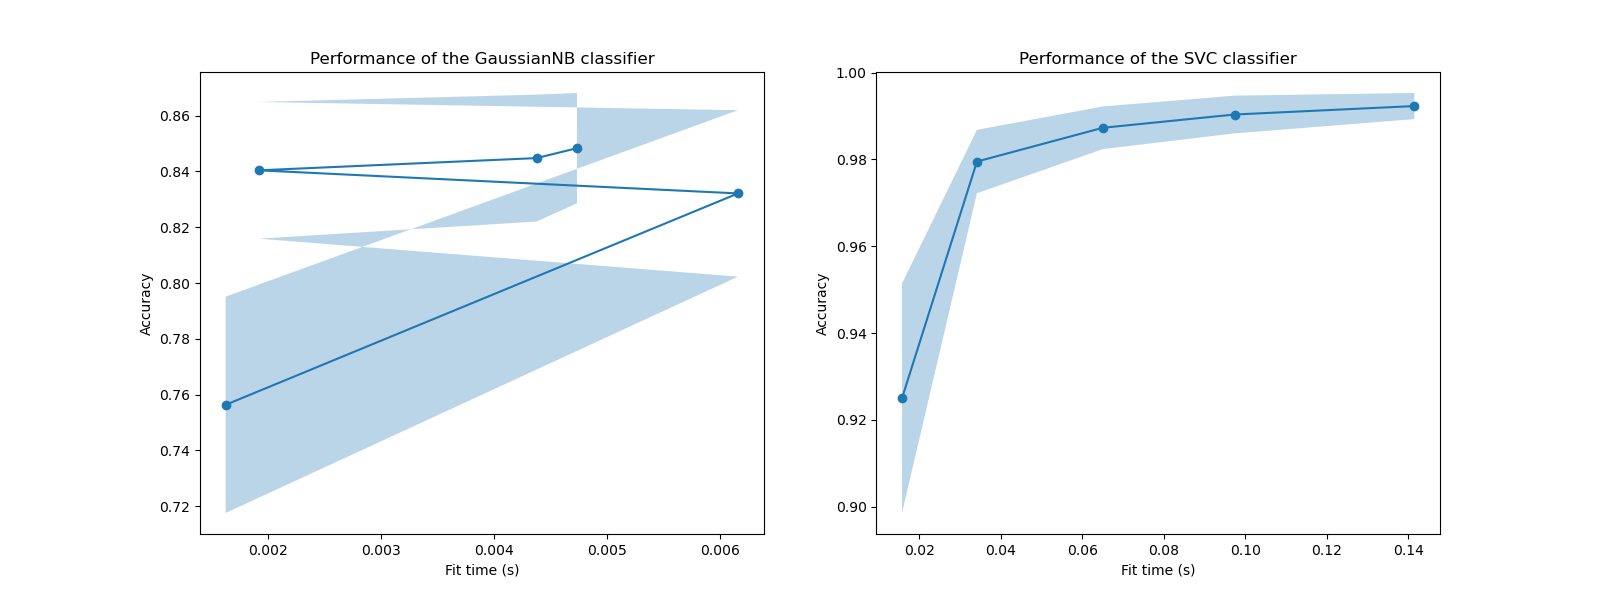 Performance of the GaussianNB classifier
Accuracy
0.86
0.84
0.82
0.80
0.78
0.76
0.74
0.72
0.002 0.003 0.004 0.005 0.006
Fit time (s)
Performance of the SVC classifier
Accuracy
1.00
0.98
0.96
0.94
0.92
0.90
0.02 0.04 0.06 0.08 0.10 0.12 0.14
Fit time (s)